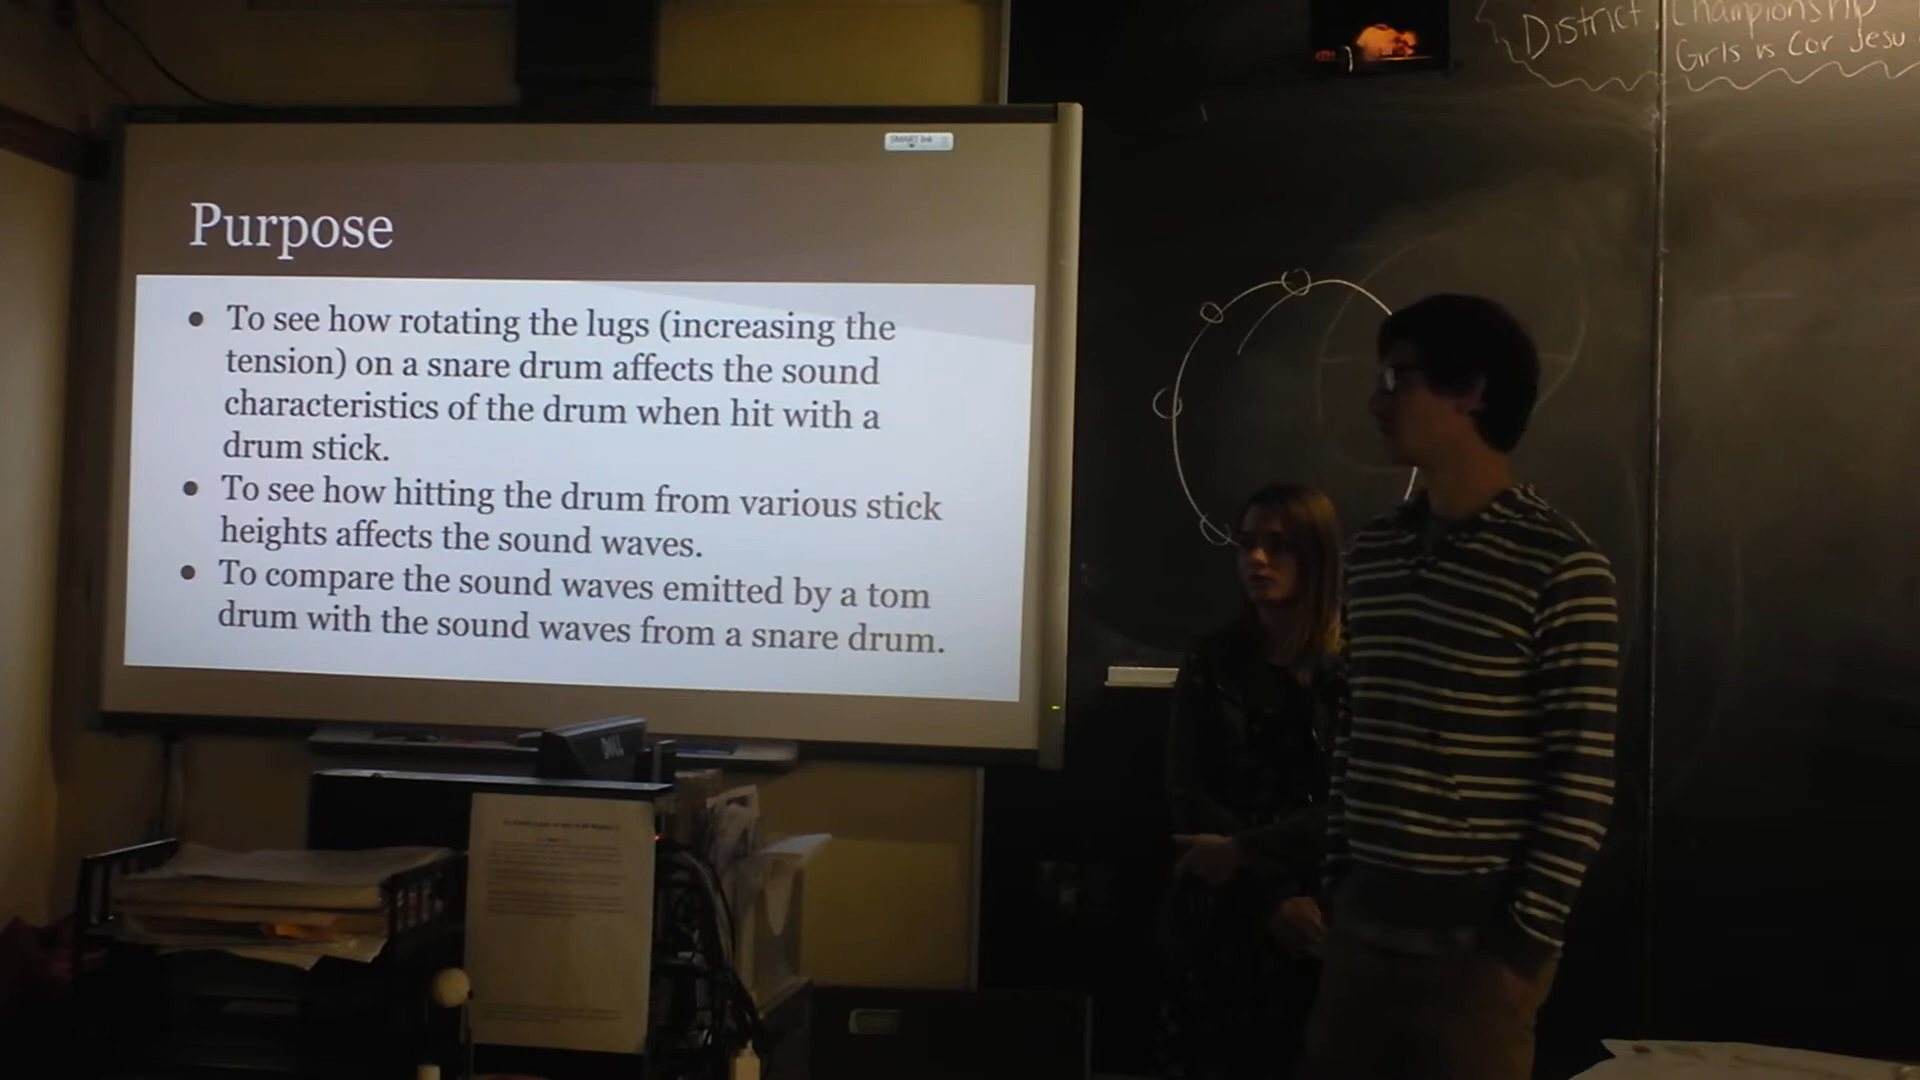 District Championship
Girls vs Cor Jesu
SMART Ink
Purpose
● To see how rotating the lugs (increasing the
tension) on a snare drum affects the sound
characteristics of the drum when hit with a
drum stick.
● To see how hitting the drum from various stick
heights affects the sound waves.
● To compare the sound waves emitted by a tom
drum with the sound waves from a snare drum.
DELL